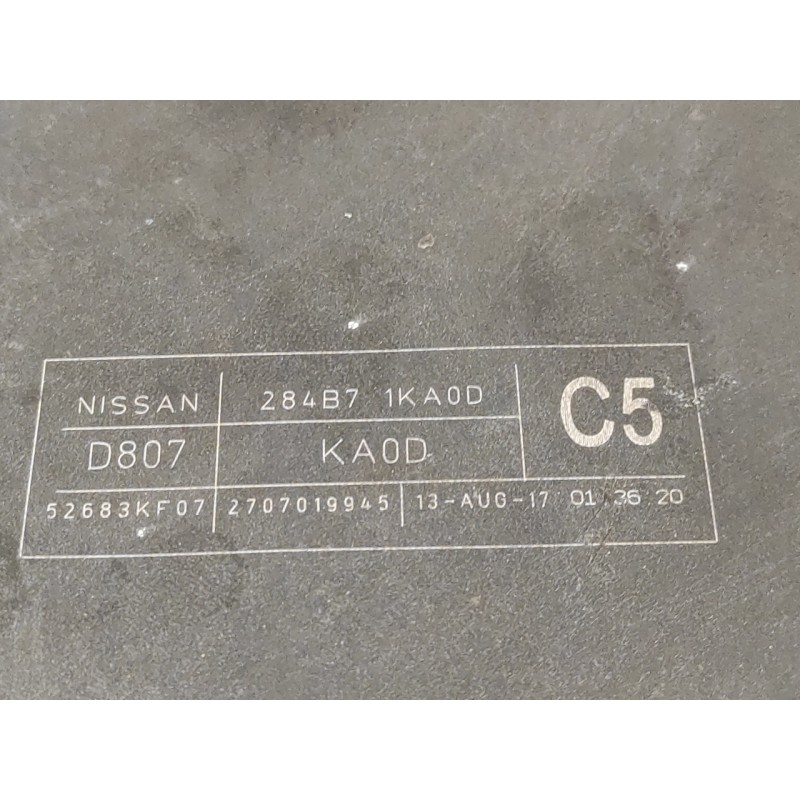 NISSAN 284B7 1KA0D C5
D807 KA0D
52683KF07 2707019945 13-AUG-17 01:36:20